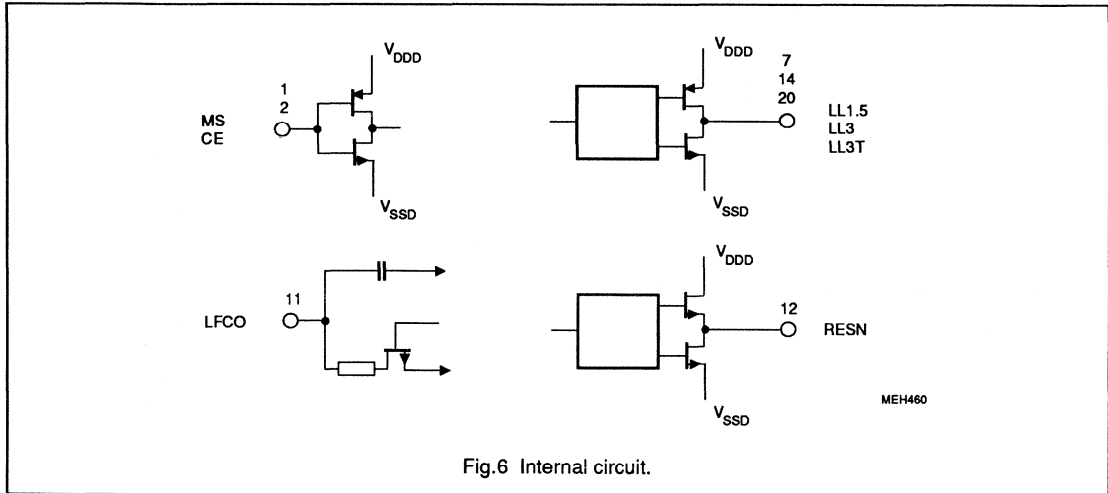 MS
CE
1
2
VDDD
VSSD
VDDD
VSSD
7
14
20
LL1.5
LL3
LL3T
LFCO
11
VDDD
VSSD
12
RESN
MEH460
Fig.6 Internal circuit.